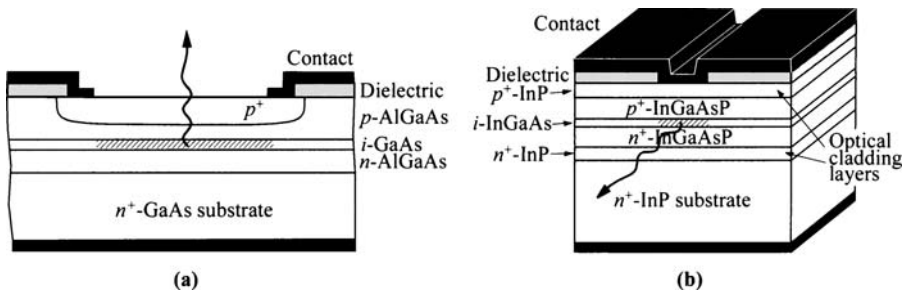 Contact
Dielectric
p⁺
p-AlGaAs
i-GaAs
n-AlGaAs
n⁺-GaAs substrate
(a)
Contact
Dielectric
p⁺-InP
p⁺-InGaAsP
i-InGaAs
n⁺-InGaAsP
n⁺-InP
Optical
cladding
layers
n⁺-InP substrate
(b)